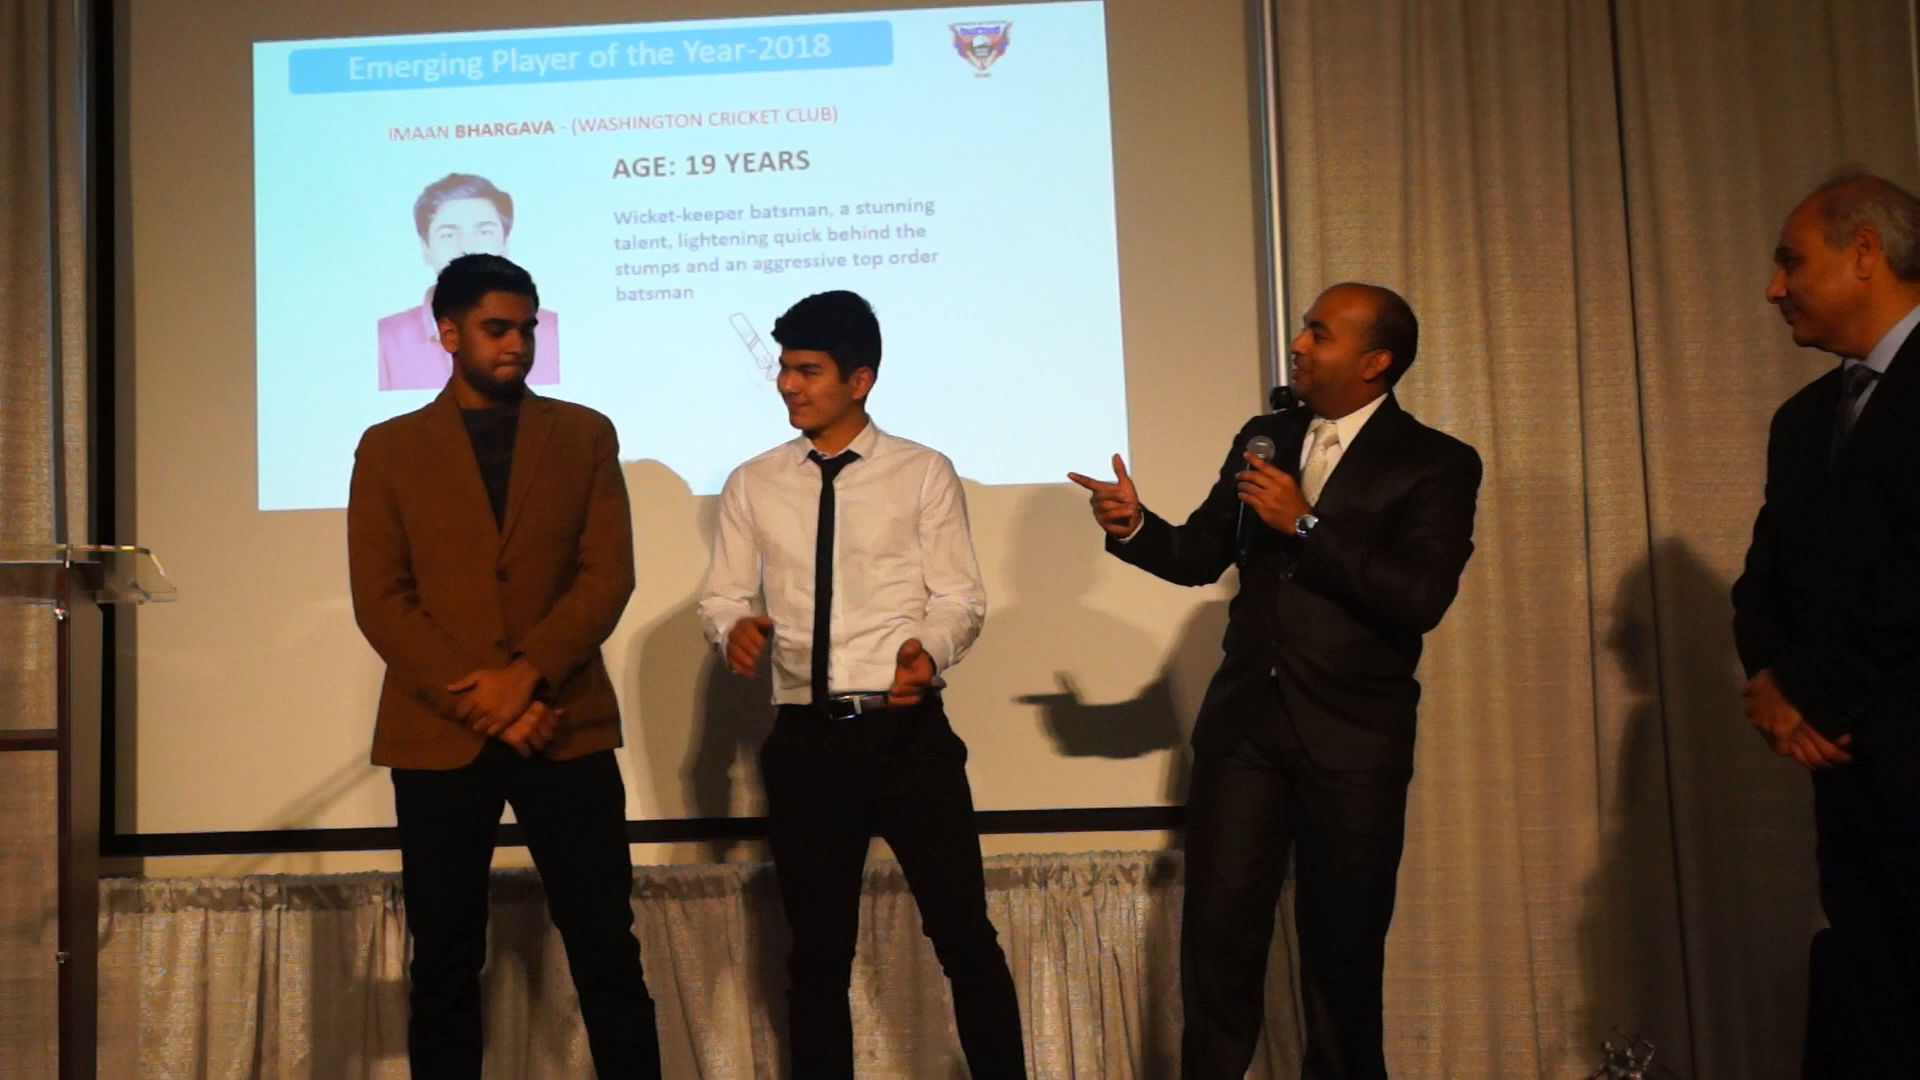 Emerging Player of the Year-2018
IMAAN BHARGAVA - (WASHINGTON CRICKET CLUB)
AGE: 19 YEARS
Wicket-keeper batsman, a stunning
talent, lightening quick behind the
stumps and an aggressive top order
batsman